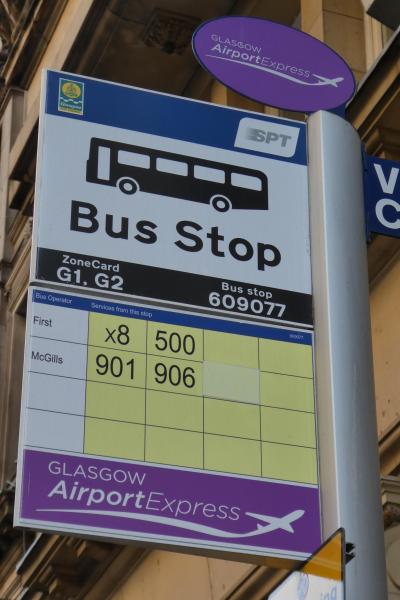 GLASGOW
AirportExpress
SPT
Bus Stop
ZoneCard
G1, G2
Bus stop
609077
Bus Operator
Services from this stop
First
x8
500
McGills
901
906
GLASGOW
AirportExpress
V
C